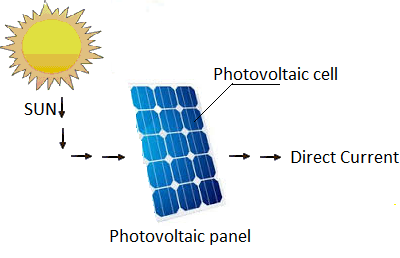 Photovoltaic cell
SUN
Direct Current
Photovoltaic panel